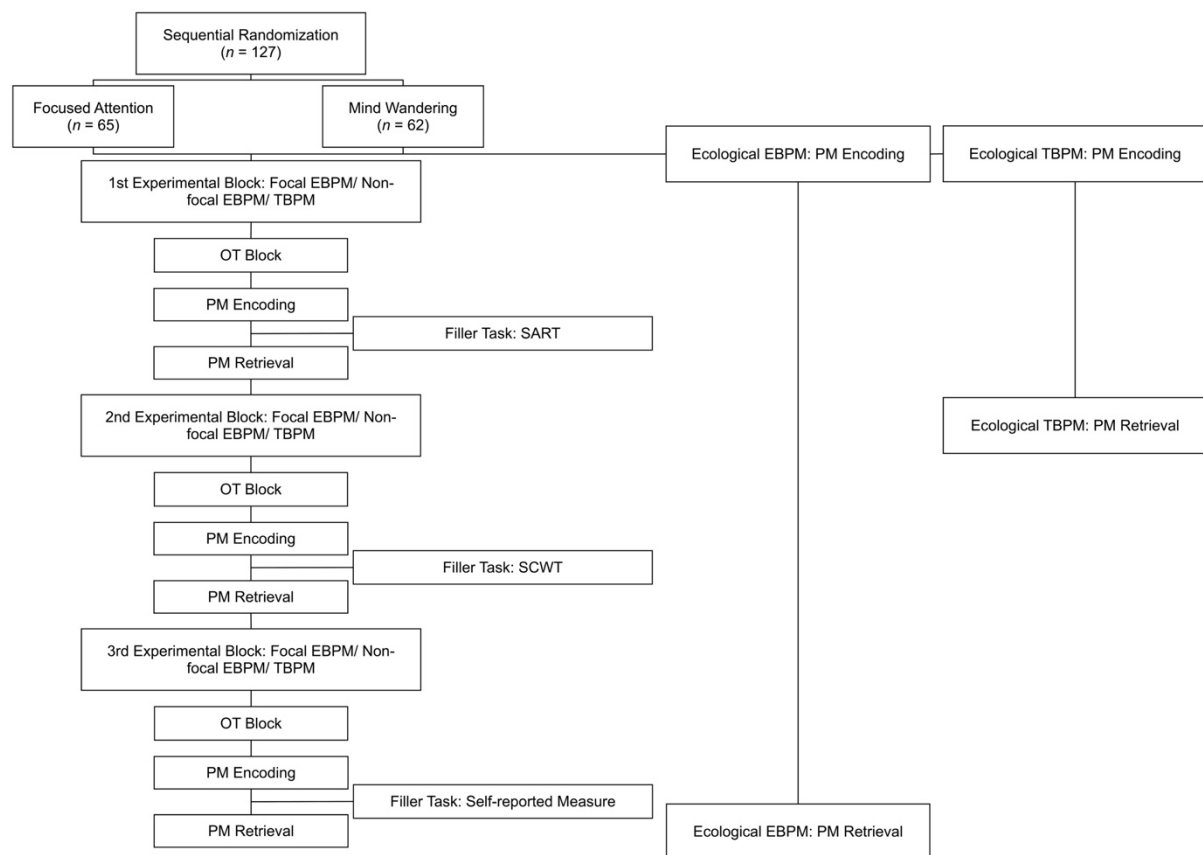 Sequential Randomization
(n = 127)
Focused Attention
(n = 65)
Mind Wandering
(n = 62)
Ecological EBPM: PM Encoding
Ecological TBPM: PM Encoding
1st Experimental Block: Focal EBPM/ Non-
focal EBPM/ TBPM
OT Block
PM Encoding
Filler Task: SART
PM Retrieval
2nd Experimental Block: Focal EBPM/ Non-
focal EBPM/ TBPM
Ecological TBPM: PM Retrieval
OT Block
PM Encoding
Filler Task: SCWT
PM Retrieval
3rd Experimental Block: Focal EBPM/ Non-
focal EBPM/ TBPM
OT Block
PM Encoding
Filler Task: Self-reported Measure
PM Retrieval
Ecological EBPM: PM Retrieval